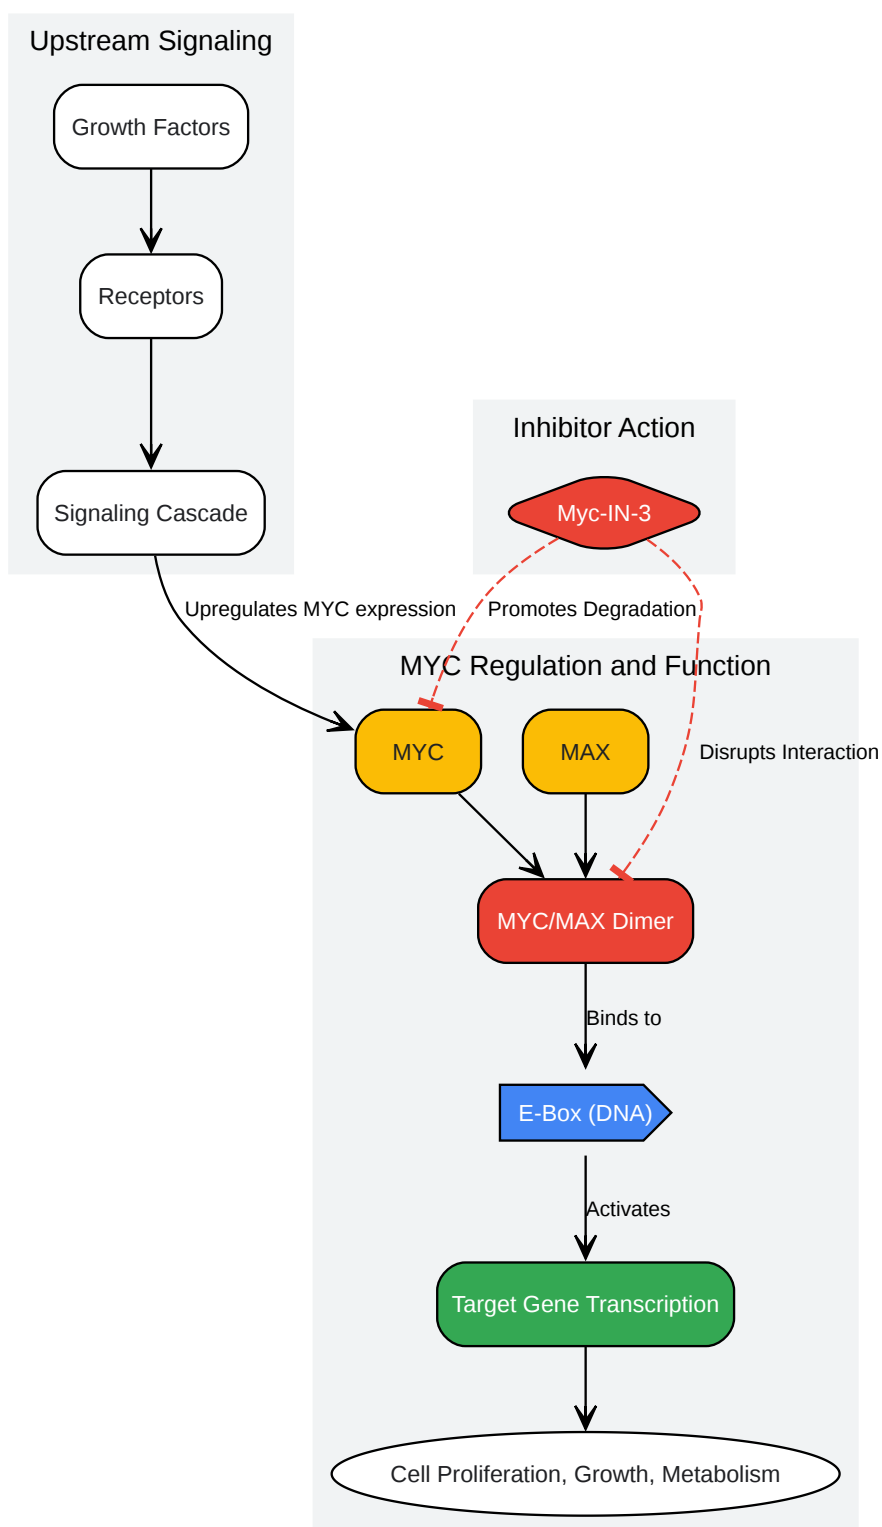 Upstream Signaling
Growth Factors
Receptors
Signaling Cascade
Inhibitor Action
Myc-IN-3
Upregulates MYC expression
Promotes Degradation
MYC Regulation and Function
MYC
MAX
Disrupts Interaction
MYC/MAX Dimer
Binds to
E-Box (DNA)
Activates
Target Gene Transcription
Cell Proliferation, Growth, Metabolism